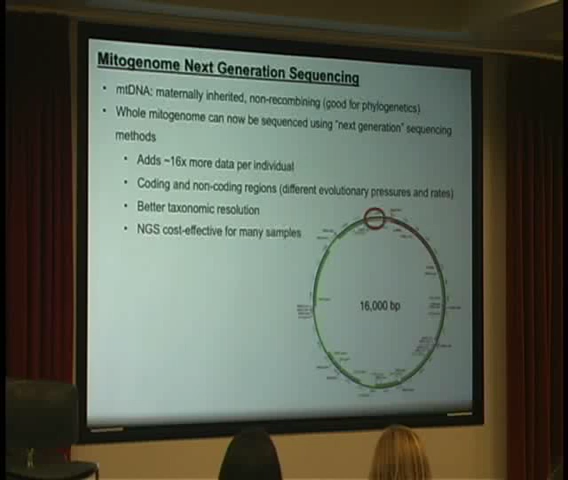 Mitogenome Next Generation Sequencing
• mtDNA: maternally inherited, non-recombining (good for phylogenetics)
• Whole mitogenome can now be sequenced using "next generation" sequencing
methods
• Adds ~16x more data per individual
• Coding and non-coding regions (different evolutionary pressures and rates)
• Better taxonomic resolution
• NGS cost-effective for many samples
16,000 bp